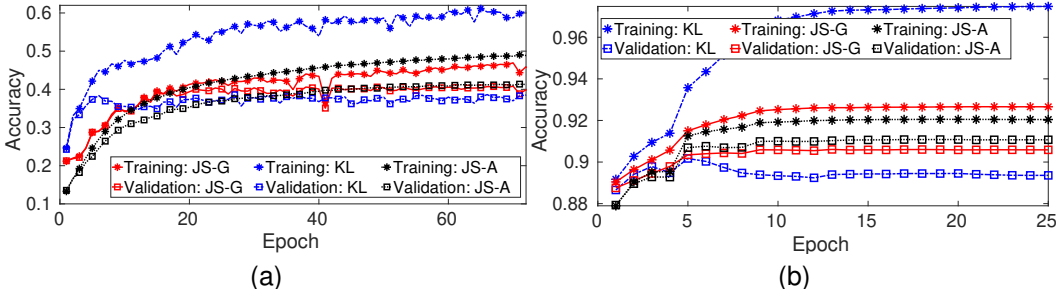 0.6
0.5
0.4
0.3
0.2
0.1
Accuracy
Training: JS-G Training: KL Training: JS-A
Validation: JS-G Validation: KL Validation: JS-A
0 20 40 60
Epoch
(a)
0.96
0.94
0.92
0.9
0.88
Accuracy
Training: KL Training: JS-G Training: JS-A
Validation: KL Validation: JS-G Validation: JS-A
0 5 10 15 20 25
Epoch
(b)